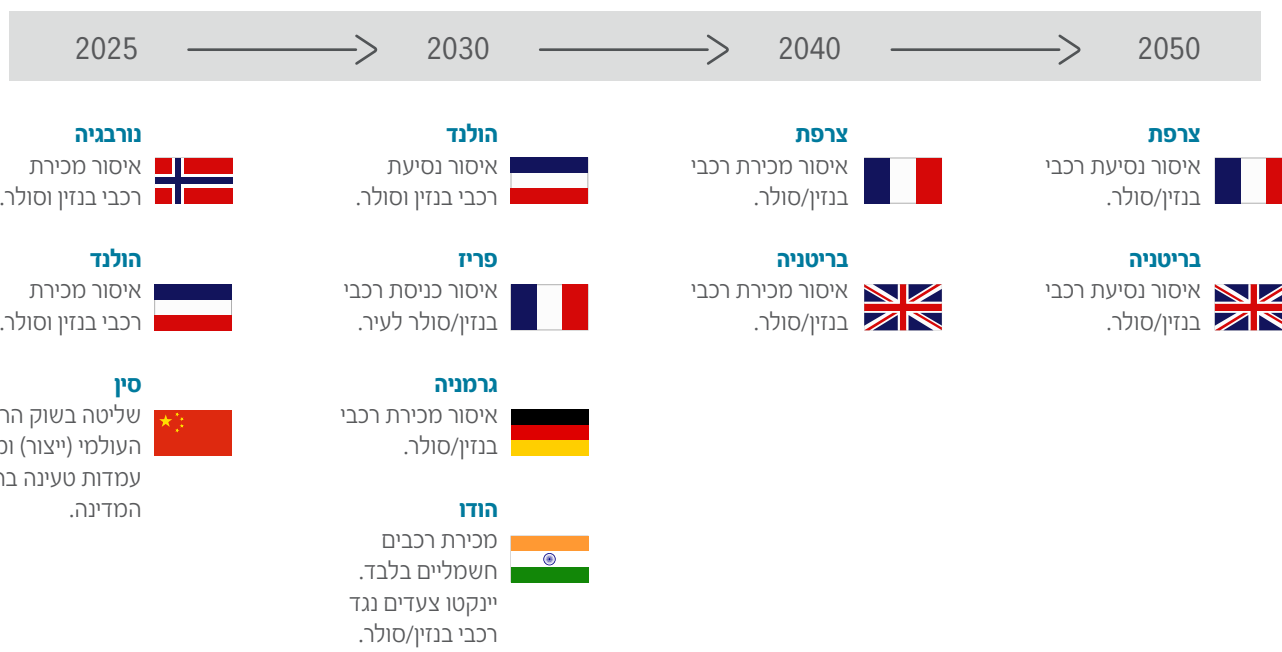 2025
2030
2040
2050
נורבגיה
איסור מכירת
רכבי בנזין וסולר.
הולנד
איסור מכירת
רכבי בנזין וסולר.
סין
שליטה בשוק
העולמי (ייצור)
עמדות טעינה
המדינה.
הולנד
איסור נסיעת
רכבי בנזין וסולר.
פריז
איסור כניסת רכבי
בנזין/סולר לעיר.
גרמניה
איסור מכירת רכבי
בנזין/סולר.
הודו
מכירת רכבים
חשמליים בלבד.
יינקטו צעדים נגד
רכבי בנזין/סולר.
צרפת
איסור מכירת רכבי
בנזין/סולר.
בריטניה
איסור מכירת רכבי
בנזין/סולר.
צרפת
איסור נסיעת רכבי
בנזין/סולר.
בריטניה
איסור נסיעת רכבי
בנזין/סולר.